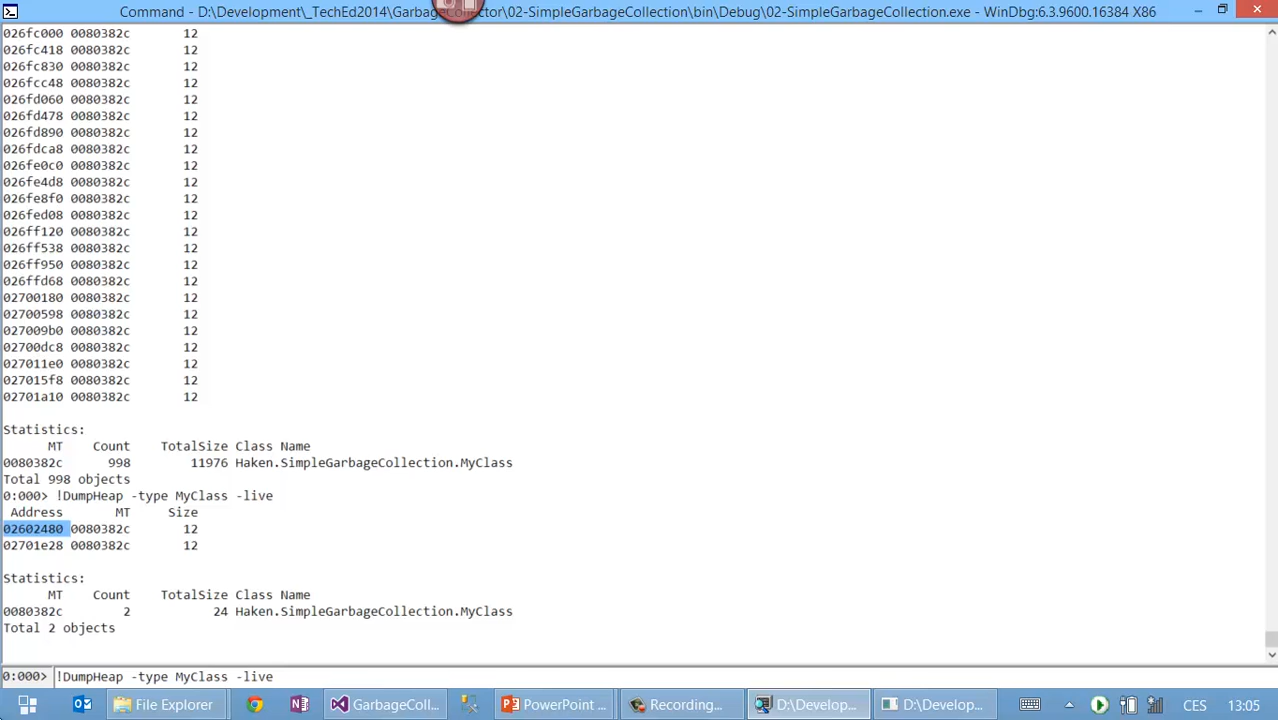 Command - D:\Development\_TechEd2014\GarbageCollector\02-SimpleGarbageCollection\bin\Debug\02-SimpleGarbageCollection.exe - WinDbg:6.3.9600.16384 X86
026fc000 0080382c 12
026fc418 0080382c 12
026fc830 0080382c 12
026fcc48 0080382c 12
026fd060 0080382c 12
026fd478 0080382c 12
026fd890 0080382c 12
026fdca8 0080382c 12
026fe0c0 0080382c 12
026fe4d8 0080382c 12
026fe8f0 0080382c 12
026fed08 0080382c 12
026ff120 0080382c 12
026ff538 0080382c 12
026ff950 0080382c 12
026ffd68 0080382c 12
02700180 0080382c 12
02700598 0080382c 12
027009b0 0080382c 12
02700dc8 0080382c 12
027011e0 0080382c 12
027015f8 0080382c 12
02701a10 0080382c 12
Statistics:
MT Count TotalSize Class Name
0080382c 998 11976 Haken.SimpleGarbageCollection.MyClass
Total 998 objects
0:000> !DumpHeap -type MyClass -live
Address MT Size
02602480 0080382c 12
02701e28 0080382c 12
Statistics:
MT Count TotalSize Class Name
0080382c 2 24 Haken.SimpleGarbageCollection.MyClass
Total 2 objects
0:000> !DumpHeap -type MyClass -live
File Explorer GarbageColl... PowerPoint ... Recording... D:\Develop... D:\Develop... CES 13:05